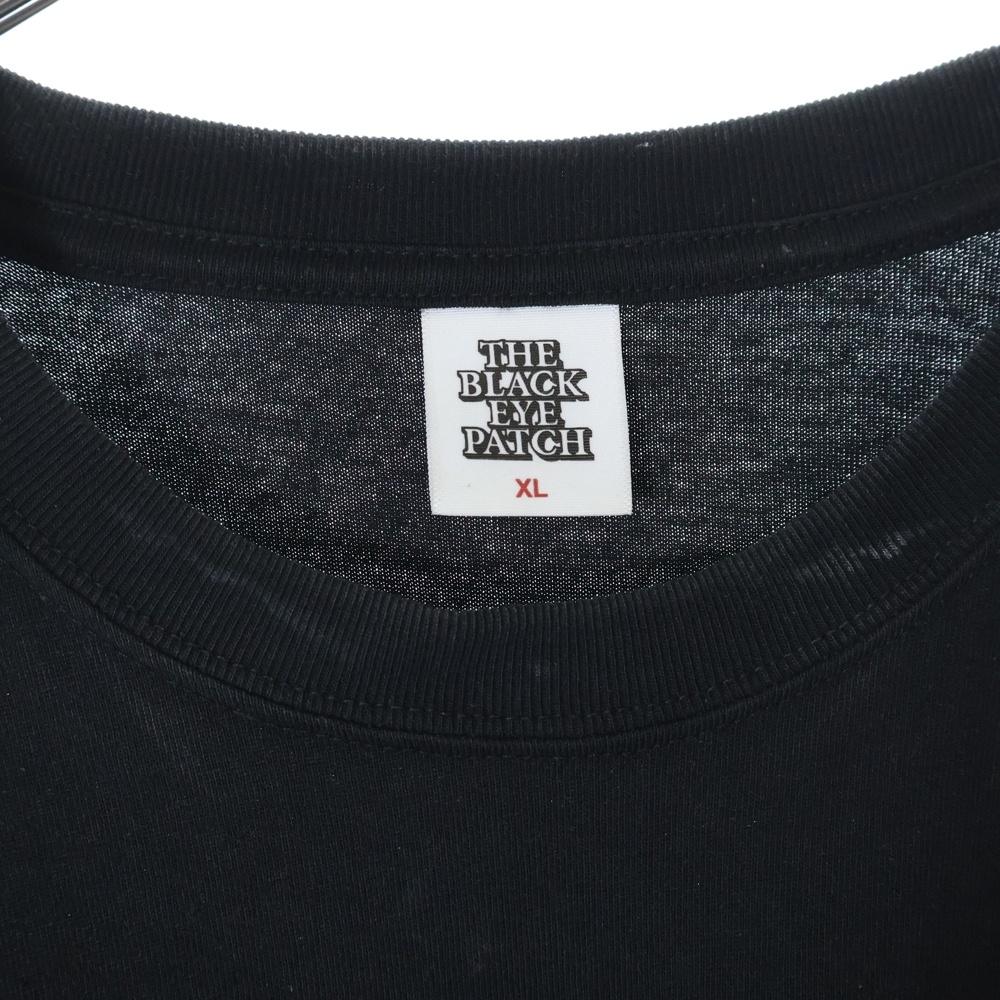 THE
BLACK
EYE
PATCH
XL